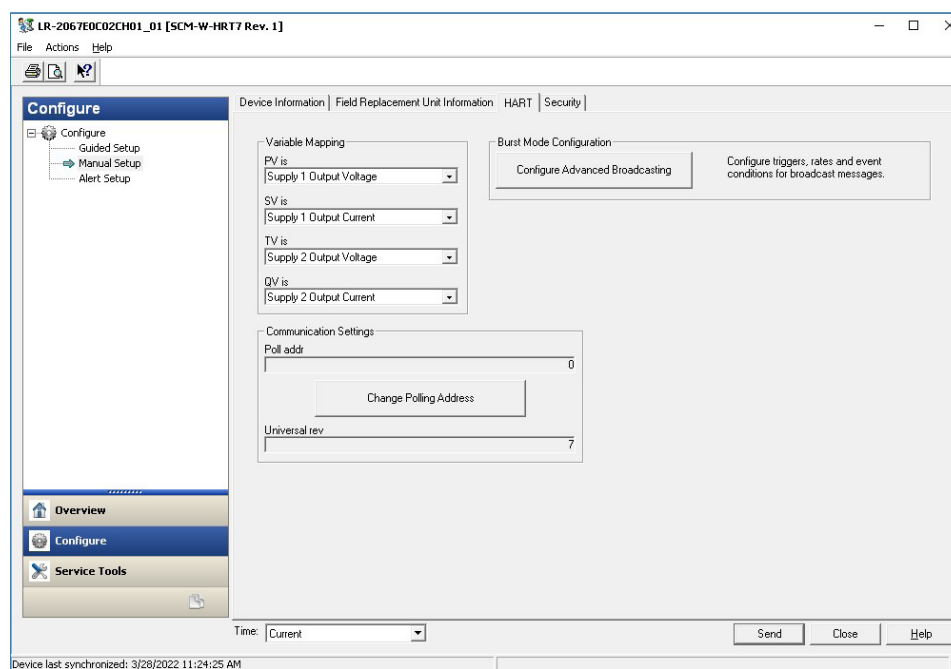 LR-2067E0C02CH01_01 [SCM-W-HRT7 Rev. 1]
File Actions Help
Configure
Configure
Guided Setup
Manual Setup
Alert Setup
Overview
Configure
Service Tools
Device Information Field Replacement Unit Information HART Security
Variable Mapping
PV is
Supply 1 Output Voltage
SV is
Supply 1 Output Current
TV is
Supply 2 Output Voltage
QV is
Supply 2 Output Current
Burst Mode Configuration
Configure Advanced Broadcasting
Configure triggers, rates and event
conditions for broadcast messages.
Communication Settings
Poll addr
0
Change Polling Address
Universal rev
7
Time: Current
Send Close Help
Device last synchronized: 3/28/2022 11:24:25 AM